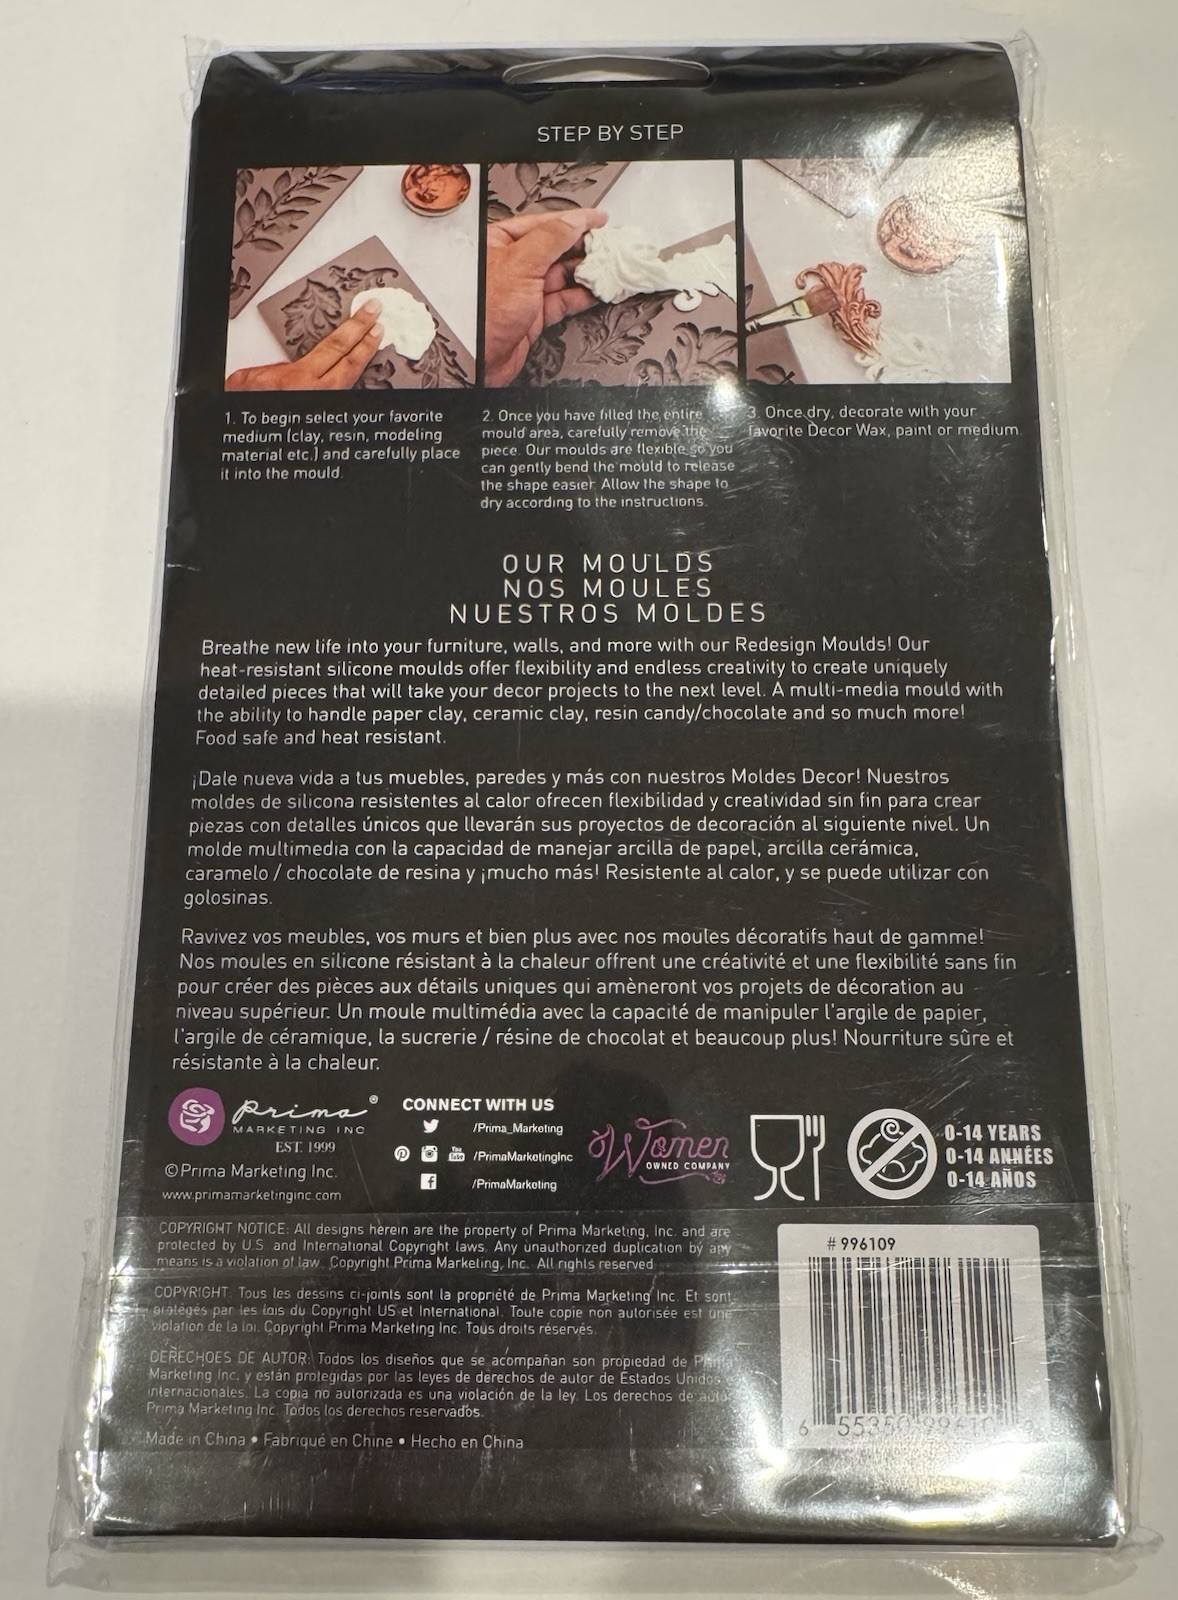 STEP BY STEP
1. To begin select your favorite
medium (clay, resin, modeling
material etc.) and carefully place
it into the mould.
2. Once you have filled the entire
mould area, carefully remove the
piece. Our moulds are flexible so you
can gently bend the mould to release
the shape easier. Allow the shape to
dry according to the instructions.
3. Once dry, decorate with your
favorite Decor Wax, paint or medium.
OUR MOULDS
NOS MOULES
NUESTROS MOLDES
Breathe new life into your furniture, walls, and more with our Redesign Moulds! Our
heat-resistant silicone moulds offer flexibility and endless creativity to create uniquely
detailed pieces that will take your decor projects to the next level. A multi-media mould with
the ability to handle paper clay, ceramic clay, resin candy/chocolate and so much more!
Food safe and heat resistant.
¡Dale nueva vida a tus muebles, paredes y más con nuestros Moldes Decor! Nuestros
moldes de silicona resistentes al calor ofrecen flexibilidad y creatividad sin fin para crear
piezas con detalles únicos que llevarán sus proyectos de decoración al siguiente nivel. Un
molde multimedia con la capacidad de manejar arcilla de papel, arcilla cerámica,
caramelo / chocolate de resina y ¡mucho más! Resistente al calor, y se puede utilizar con
golosinas.
Ravivez vos meubles, vos murs et bien plus avec nos moules décoratifs haut de gamme!
Nos moules en silicone résistant à la chaleur offrent une créativité et une flexibilité sans fin
pour créer des pièces aux détails uniques qui amèneront vos projets de décoration au
niveau supérieur. Un moule multimédia avec la capacité de manipuler l'argile de papier,
l'argile de céramique, la sucrerie / résine de chocolat et beaucoup plus! Nourriture sûre et
résistante à la chaleur.
Prima®
MARKETING INC
EST. 1999
©Prima Marketing Inc.
www.primamarketinginc.com
CONNECT WITH US
/Prima_Marketing
You Tube /PrimaMarketingInc
/PrimaMarketing
Women
OWNED COMPANY
0-14 YEARS
0-14 ANNÉES
0-14 AÑOS
COPYRIGHT NOTICE: All designs herein are the property of Prima Marketing, Inc. and are
protected by U.S. and International Copyright laws. Any unauthorized duplication by any
means is a violation of law. Copyright Prima Marketing, Inc. All rights reserved
COPYRIGHT: Tous les dessins ci-joints sont la propriété de Prima Marketing Inc. Et sont
protégés par les lois du Copyright US et International. Toute copie non autorisée est une
violation de la loi. Copyright Prima Marketing Inc. Tous droits réservés.
DERECHOES DE AUTOR: Todos los diseños que se acompañan son propiedad de Prima
Marketing Inc. y están protegidas por las leyes de derechos de autor de Estados Unidos e
internacionales. La copia no autorizada es una violación de la ley. Los derechos de autor
Prima Marketing Inc. Todos los derechos reservados.
Made in China • Fabriqué en Chine • Hecho en China
# 996109
6 55350 99610